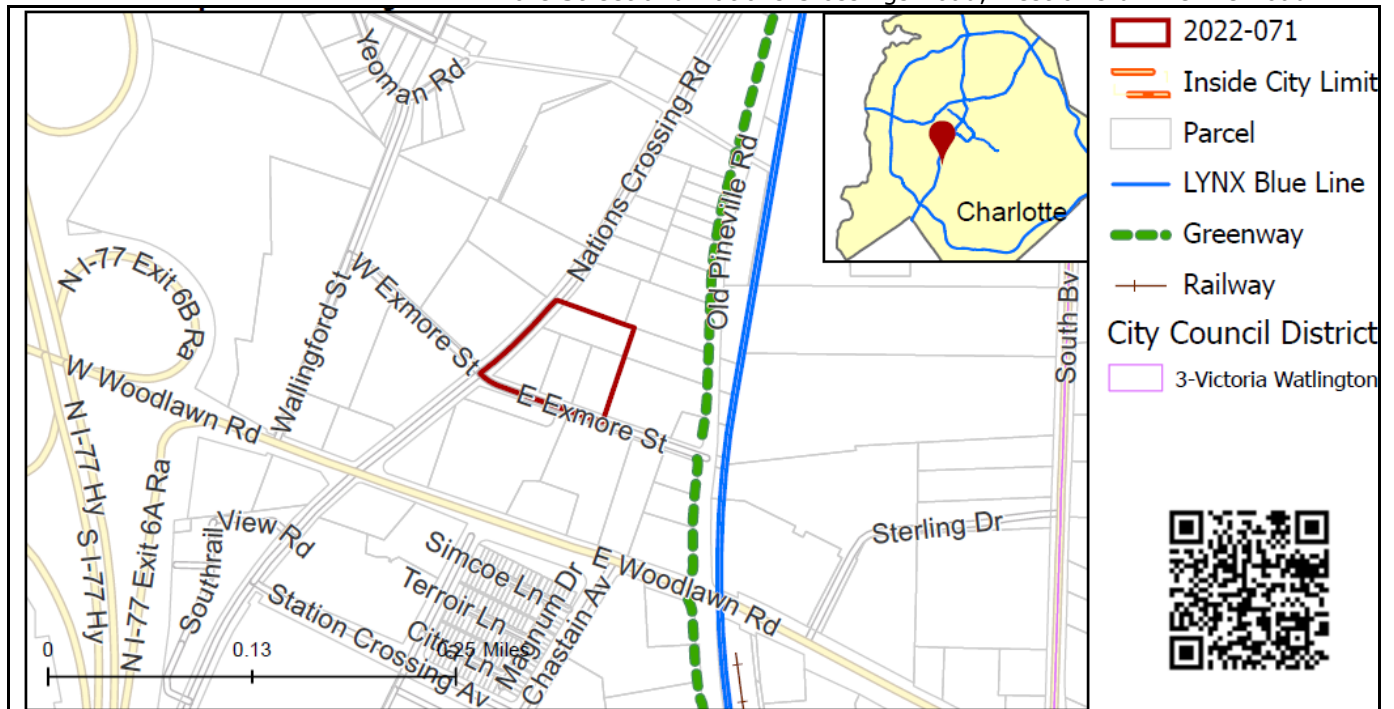 Yeoman Rd
Nations Crossing Rd
Old Pineville Rd
N I-77 Exit 6B Ra
Wallingford St
W Exmore St
E Exmore St
W Woodlawn Rd
N I-77 Hy
S I-77 Hy
N I-77 Exit 6A Ra
Southrail
View Rd
Simcoe Ln
Terroir Ln
Citra Ln
Magnum Dr
Chastain Av
E Woodlawn Rd
Station Crossing Av
Sterling Dr
South Bv
0
0.13
0.25 Miles
Charlotte
2022-071
Inside City Limit
Parcel
LYNX Blue Line
Greenway
Railway
City Council District
3-Victoria Watlington